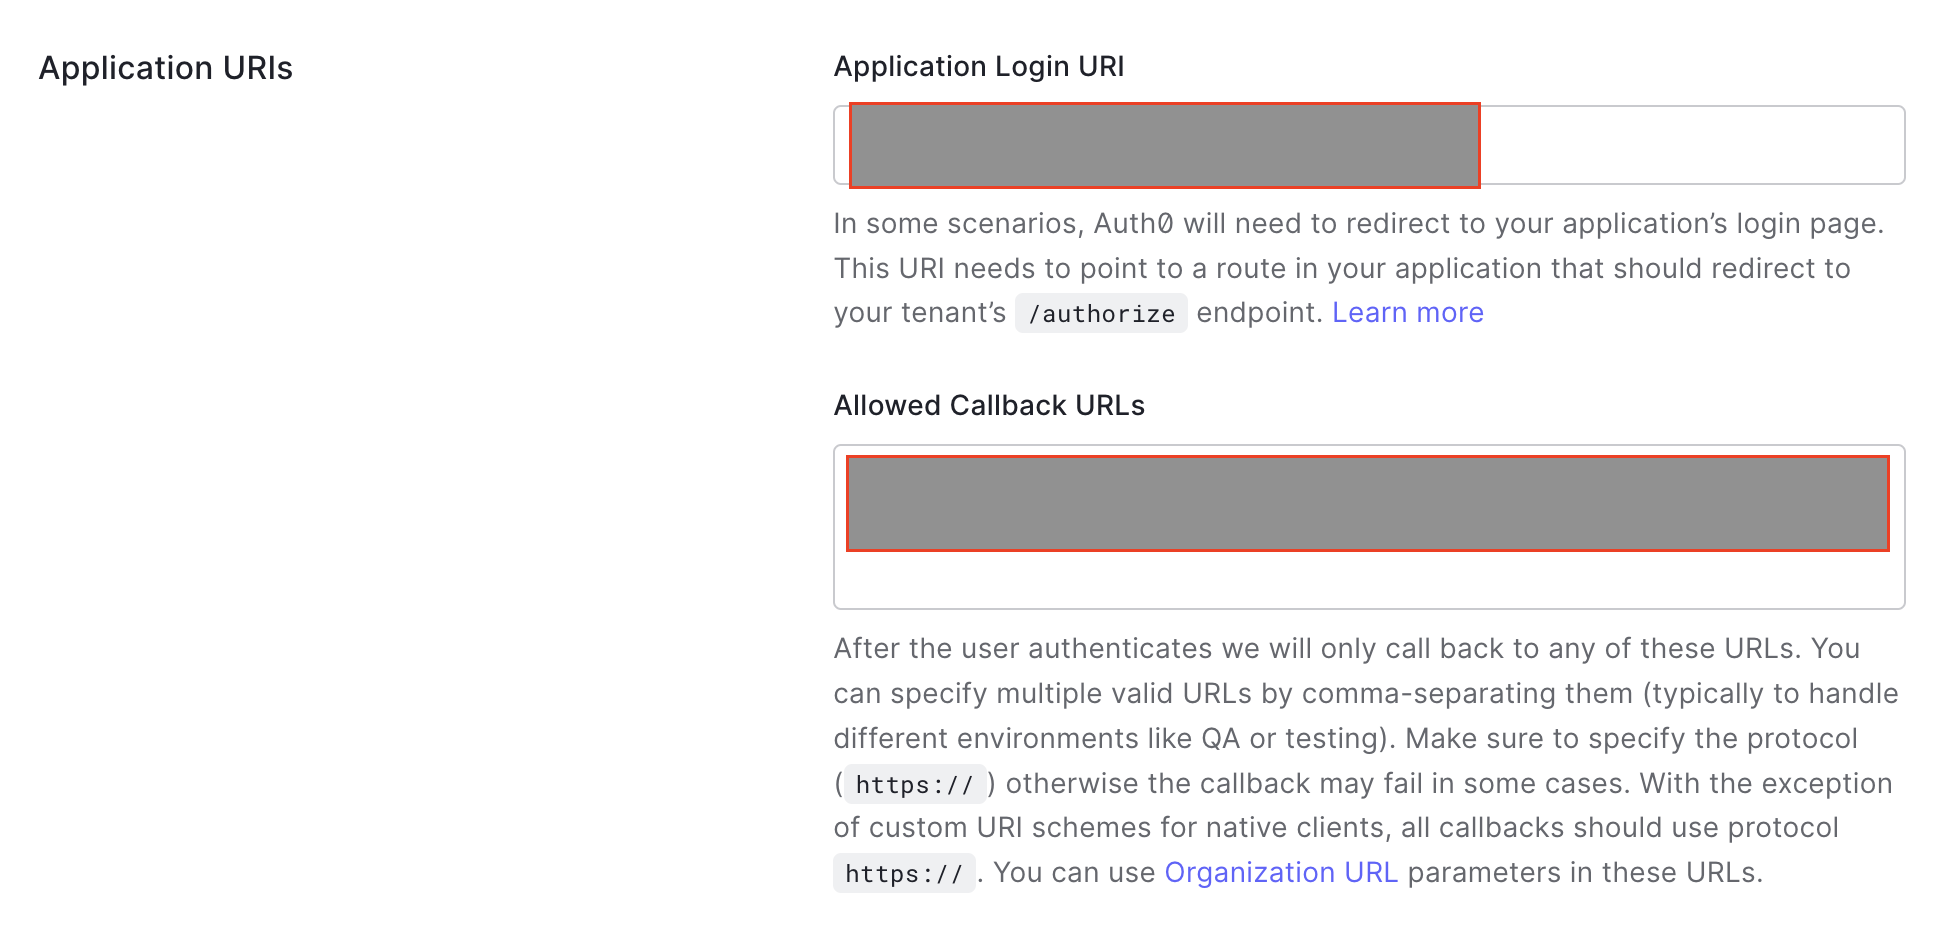 Application URIs
Application Login URI
In some scenarios, Auth0 will need to redirect to your application’s login page.
This URI needs to point to a route in your application that should redirect to
your tenant’s /authorize endpoint. Learn more
Allowed Callback URLs
After the user authenticates we will only call back to any of these URLs. You
can specify multiple valid URLs by comma-separating them (typically to handle
different environments like QA or testing). Make sure to specify the protocol
(https://) otherwise the callback may fail in some cases. With the exception
of custom URI schemes for native clients, all callbacks should use protocol
https://. You can use Organization URL parameters in these URLs.